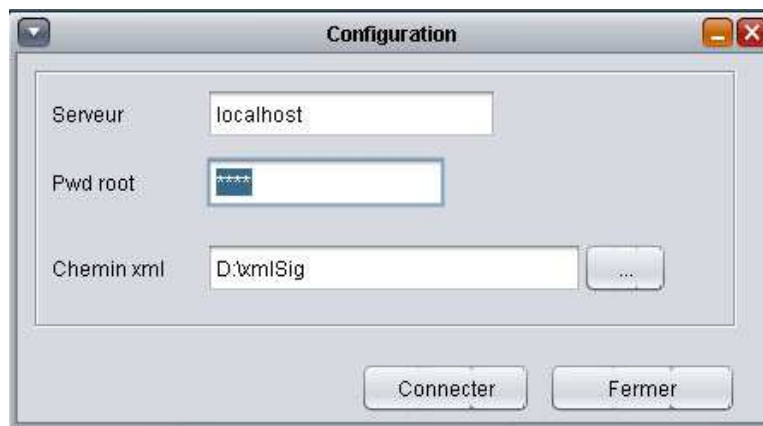 Configuration
Serveur localhost
Pwd root ****
Chemin xml D:\xmlSig ...
Connecter Fermer